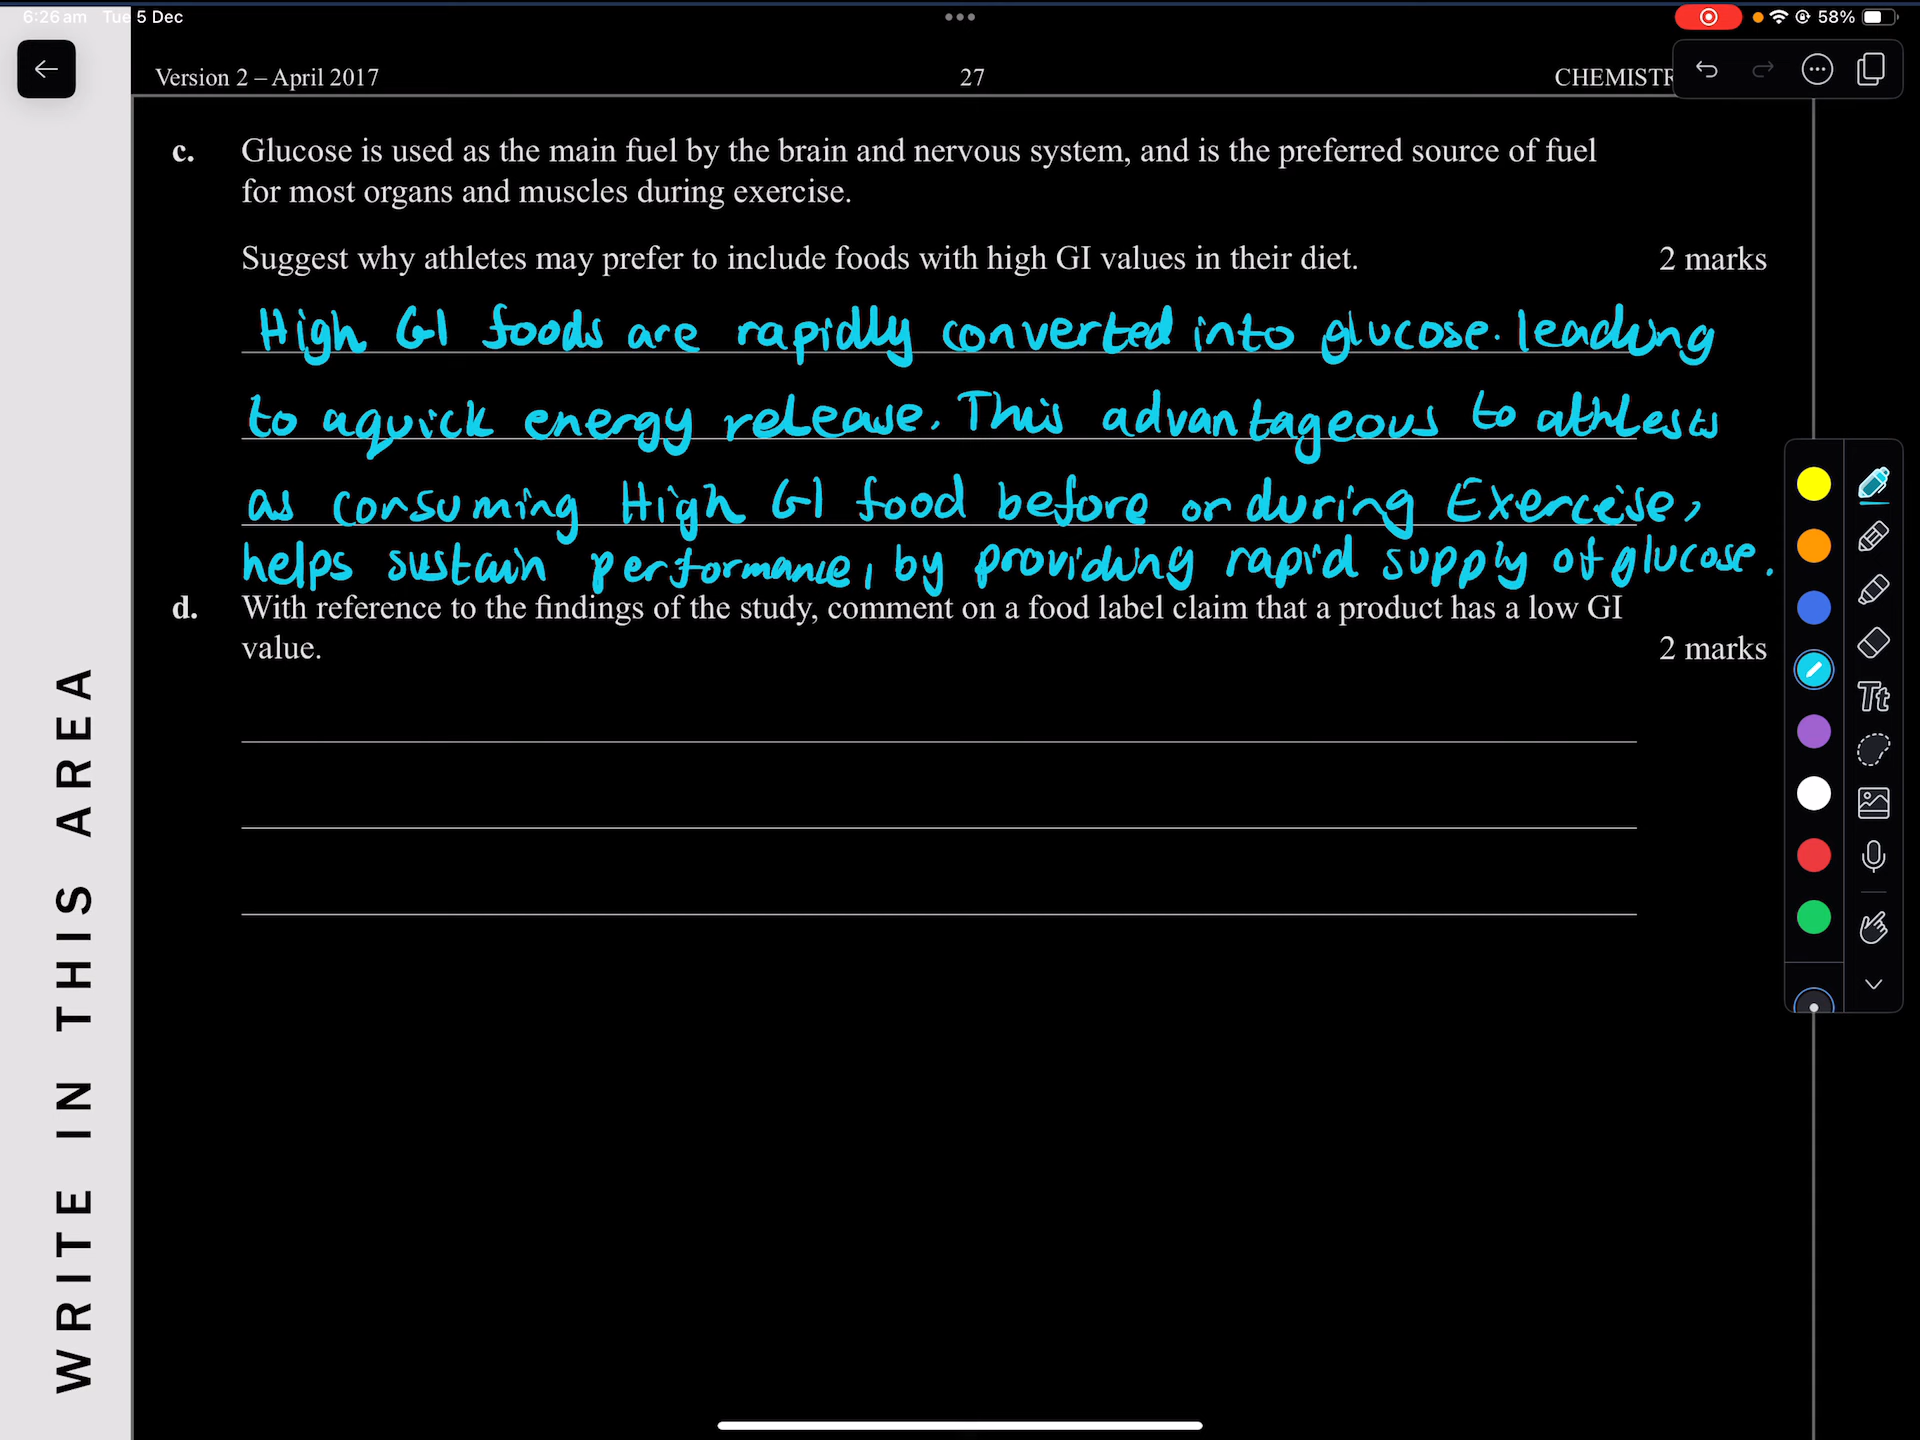 6:26am Tue 5 Dec
58%
Version 2 – April 2017 27 CHEMISTR
c. Glucose is used as the main fuel by the brain and nervous system, and is the preferred source of fuel
for most organs and muscles during exercise.
Suggest why athletes may prefer to include foods with high GI values in their diet. 2 marks
High GI foods are rapidly converted into glucose. leading
to a quick energy release. This advantageous to athlests
as consuming High GI food before or during Exerceise,
helps sustain performance, by providing rapid supply of glucose.
d. With reference to the findings of the study, comment on a food label claim that a product has a low GI
value. 2 marks
WRITE IN THIS AREA
Tt